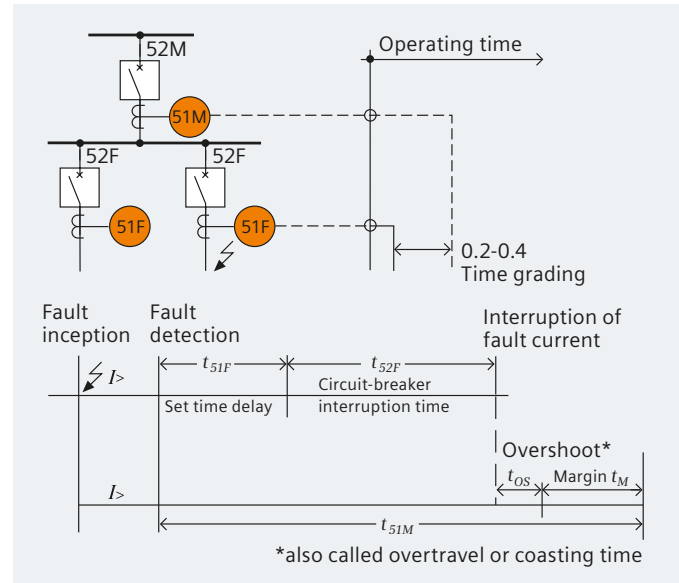 52M
Operating time
51M
52F
52F
51F
51F
0.2-0.4
Time grading
Fault
inception
Fault
detection
Interruption of
fault current
I>
t51F
t52F
Set time delay
Circuit-breaker
interruption time
Overshoot*
I>
tOS
Margin tM
t51M
*also called overtravel or coasting time